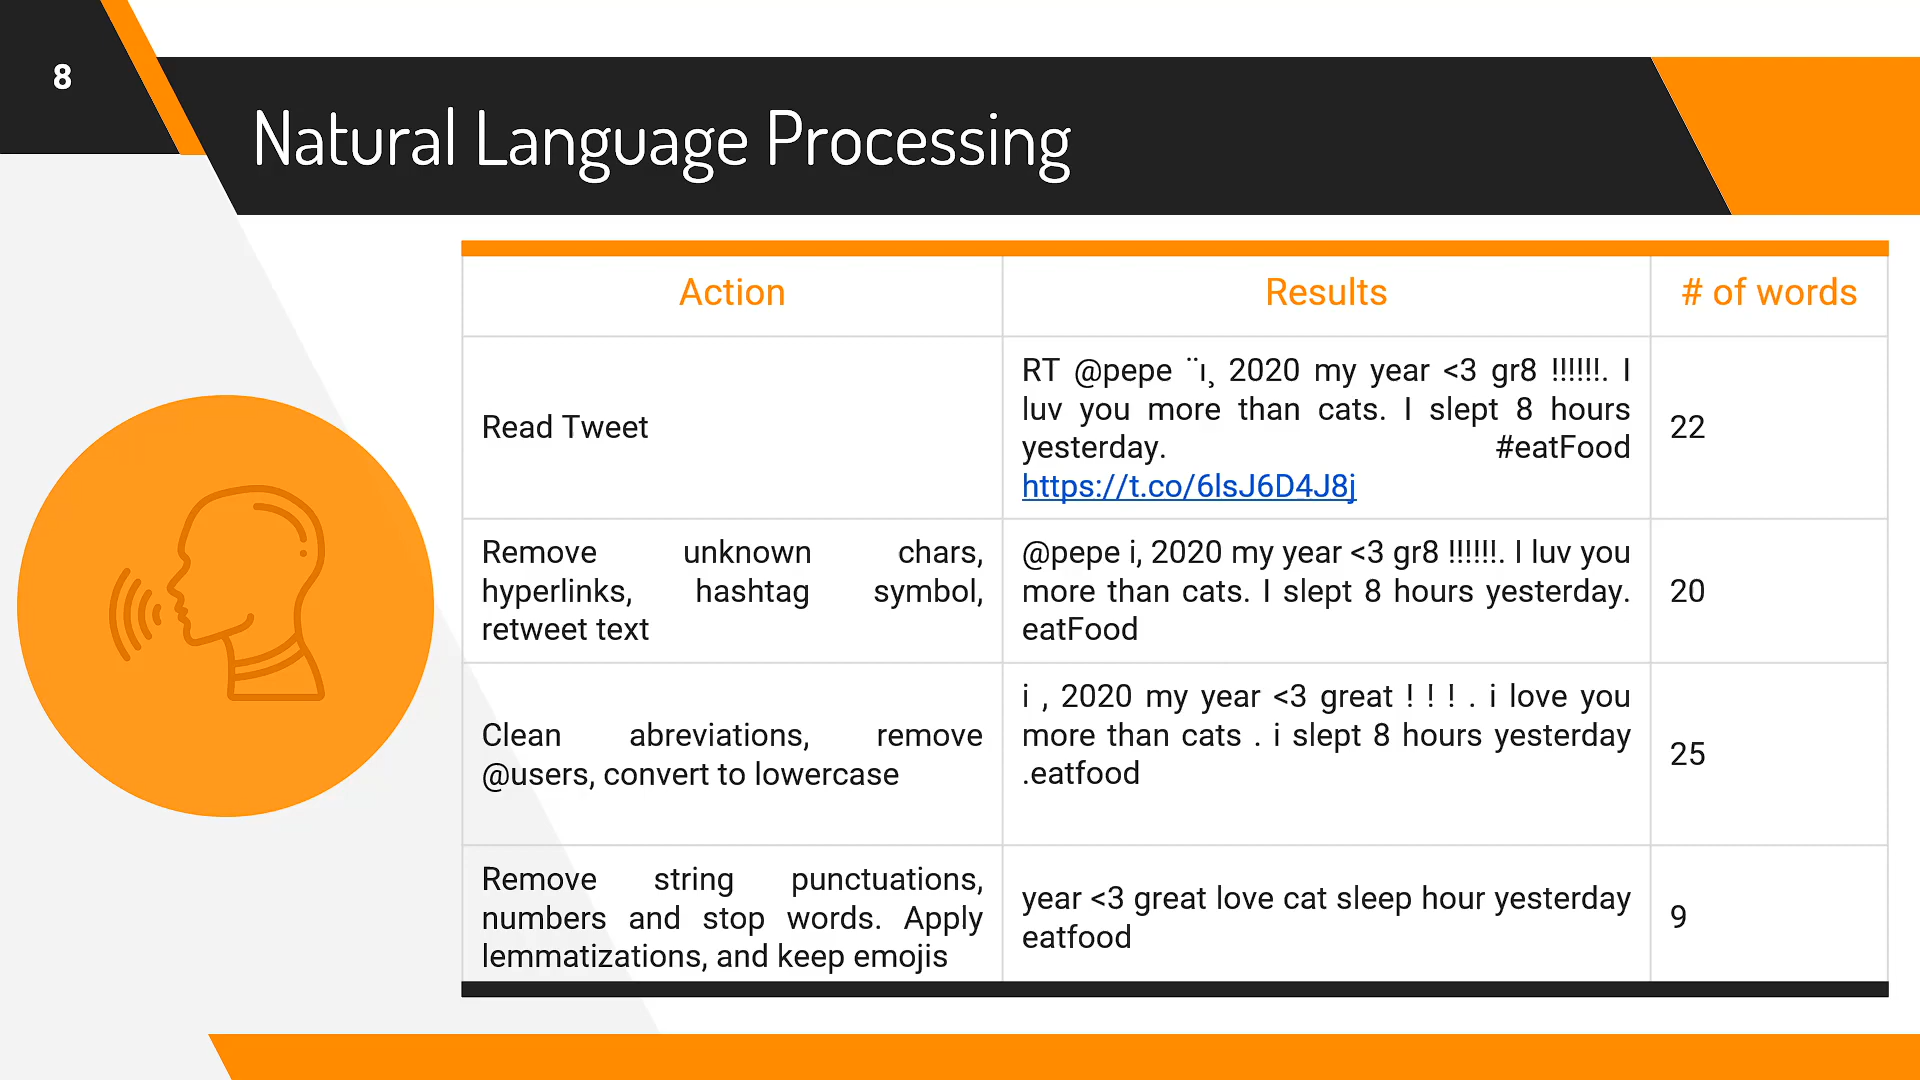 8
Natural Language Processing
Action
Results
# of words
Read Tweet
RT @pepe ¨ı¸ 2020 my year <3 gr8 !!!!!!. I
luv you more than cats. I slept 8 hours
yesterday. #eatFood
https://t.co/6lsJ6D4J8j
22
Remove unknown chars,
hyperlinks, hashtag symbol,
retweet text
@pepe i, 2020 my year <3 gr8 !!!!!!. I luv you
more than cats. I slept 8 hours yesterday.
eatFood
20
Clean abreviations, remove
@users, convert to lowercase
i , 2020 my year <3 great ! ! ! . i love you
more than cats . i slept 8 hours yesterday
.eatfood
25
Remove string punctuations,
numbers and stop words. Apply
lemmatizations, and keep emojis
year <3 great love cat sleep hour yesterday
eatfood
9